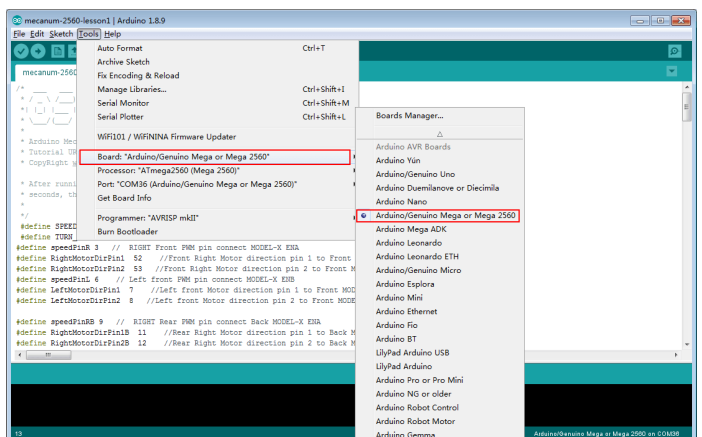 mecanum-2560-lesson1 | Arduino 1.8.9
File Edit Sketch Tools Help
mecanum-2560
Auto Format Ctrl+T
Archive Sketch
Fix Encoding & Reload
Manage Libraries... Ctrl+Shift+I
Serial Monitor Ctrl+Shift+M
Serial Plotter Ctrl+Shift+L
WiFi101 / WiFiNINA Firmware Updater
Board: "Arduino/Genuino Mega or Mega 2560"
Processor: "ATmega2560 (Mega 2560)"
Port: "COM36 (Arduino/Genuino Mega or Mega 2560)"
Get Board Info
Programmer: "AVRISP mkII"
Burn Bootloader
Boards Manager...
Arduino AVR Boards
Arduino Yún
Arduino/Genuino Uno
Arduino Duemilanove or Diecimila
Arduino Nano
Arduino/Genuino Mega or Mega 2560
Arduino Mega ADK
Arduino Leonardo
Arduino Leonardo ETH
Arduino/Genuino Micro
Arduino Esplora
Arduino Mini
Arduino Ethernet
Arduino Fio
Arduino BT
LilyPad Arduino USB
LilyPad Arduino
Arduino Pro or Pro Mini
Arduino NG or older
Arduino Robot Control
Arduino Robot Motor
Arduino Gemma
/*
* Arduino Mec
* Tutorial UR
* CopyRight
* After runni
* seconds, th
*
*/
#define SPEED
#define TURN_
#define speedPinR 3 // RIGHT Front PWM pin connect MODEL-X ENA
#define RightMotorDirPin1 52 //Front Right Motor direction pin 1 to Front
#define RightMotorDirPin2 53 //Front Right Motor direction pin 2 to Front M
#define speedPinL 6 // Left front PWM pin connect MODEL-X ENB
#define LeftMotorDirPin1 7 //Left front Motor direction pin 1 to Front MOD
#define LeftMotorDirPin2 8 //Left front Motor direction pin 2 to Front MODE
#define speedPinRB 9 // RIGHT Rear PWM pin connect Back MODEL-X ENA
#define RightMotorDirPin1B 11 //Rear Right Motor direction pin 1 to Back M
#define RightMotorDirPin2B 12 //Rear Right Motor direction pin 2 to Back M
13
Arduino/Genuino Mega or Mega 2560 on COM36